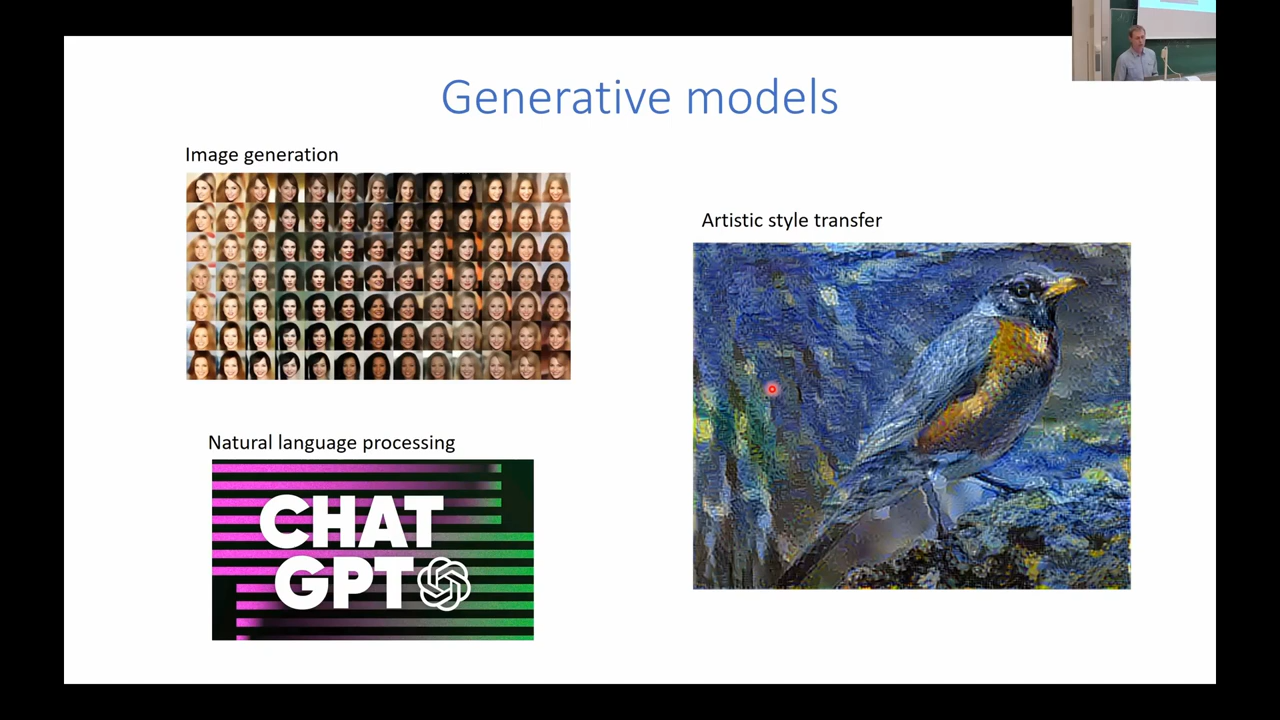 Generative models
Image generation
Artistic style transfer
Natural language processing
CHAT
GPT